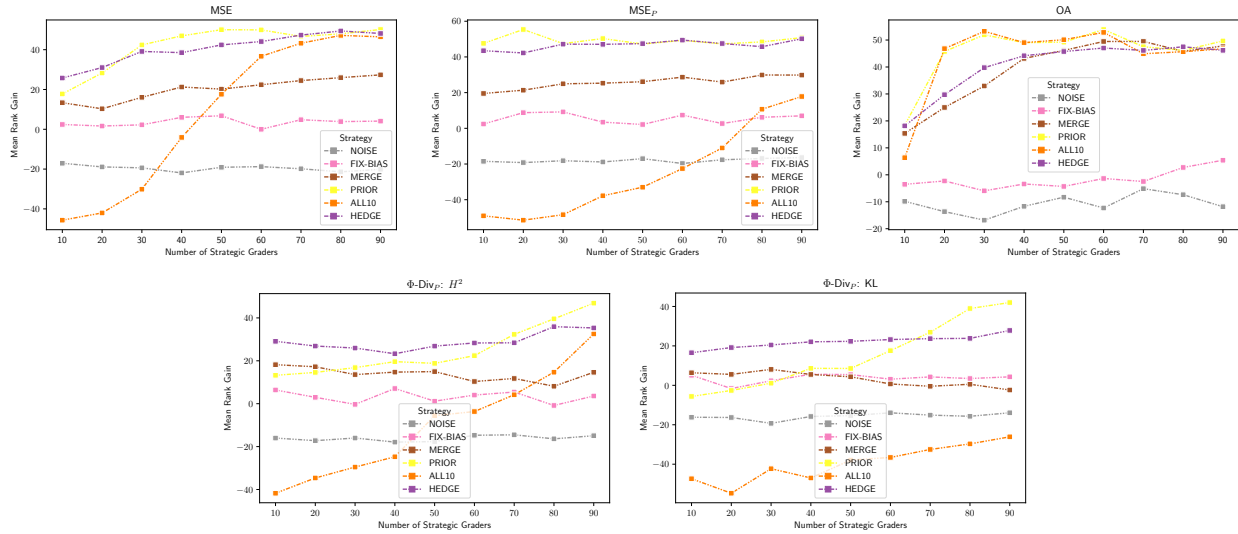 MSE
Mean Rank Gain
40
20
0
−20
−40
Strategy
NOISE
FIX-BIAS
MERGE
PRIOR
ALL10
HEDGE
10 20 30 40 50 60 70 80 90
Number of Strategic Graders
MSE_P
Mean Rank Gain
60
40
20
0
−20
−40
Strategy
NOISE
FIX-BIAS
MERGE
PRIOR
ALL10
HEDGE
10 20 30 40 50 60 70 80 90
Number of Strategic Graders
OA
Mean Rank Gain
50
40
30
20
10
0
−10
−20
Strategy
NOISE
FIX-BIAS
MERGE
PRIOR
ALL10
HEDGE
10 20 30 40 50 60 70 80 90
Number of Strategic Graders
Φ-Div_P: H²
Mean Rank Gain
40
20
0
−20
−40
Strategy
NOISE
FIX-BIAS
MERGE
PRIOR
ALL10
HEDGE
10 20 30 40 50 60 70 80 90
Number of Strategic Graders
Φ-Div_P: KL
Mean Rank Gain
40
20
0
−20
−40
Strategy
NOISE
FIX-BIAS
MERGE
PRIOR
ALL10
HEDGE
10 20 30 40 50 60 70 80 90
Number of Strategic Graders